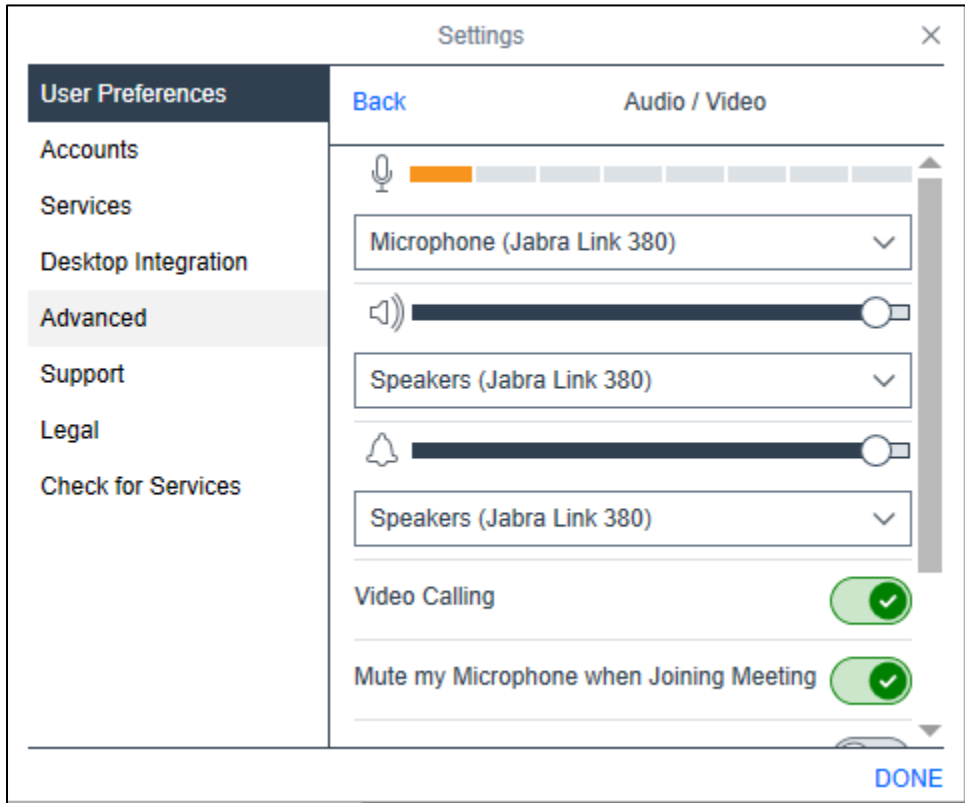 Settings
User Preferences
Accounts
Services
Desktop Integration
Advanced
Support
Legal
Check for Services
Back
Audio / Video
Microphone (Jabra Link 380)
Speakers (Jabra Link 380)
Speakers (Jabra Link 380)
Video Calling
Mute my Microphone when Joining Meeting
DONE